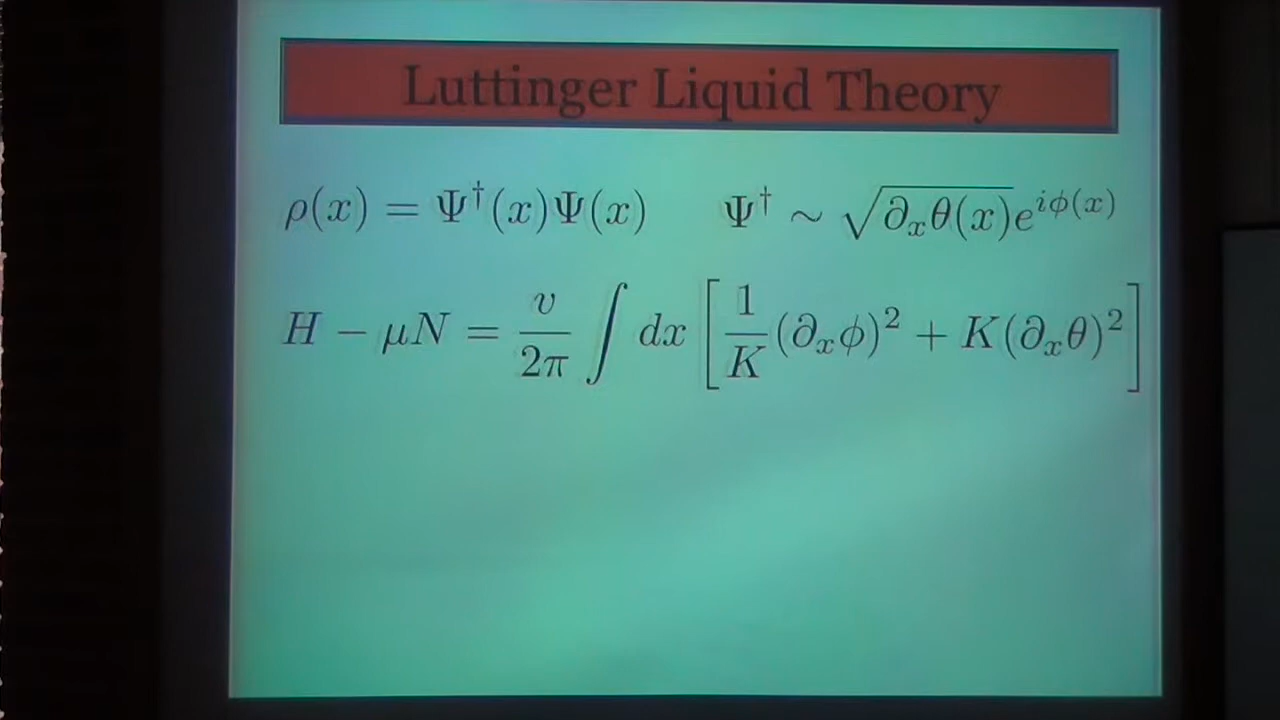 Luttinger Liquid Theory
ρ(x) = Ψ†(x)Ψ(x) Ψ† ∼ √∂ₓθ(x) e^{iϕ(x)}
H − μN = v/2π ∫ dx [ 1/K (∂ₓϕ)² + K(∂ₓθ)² ]